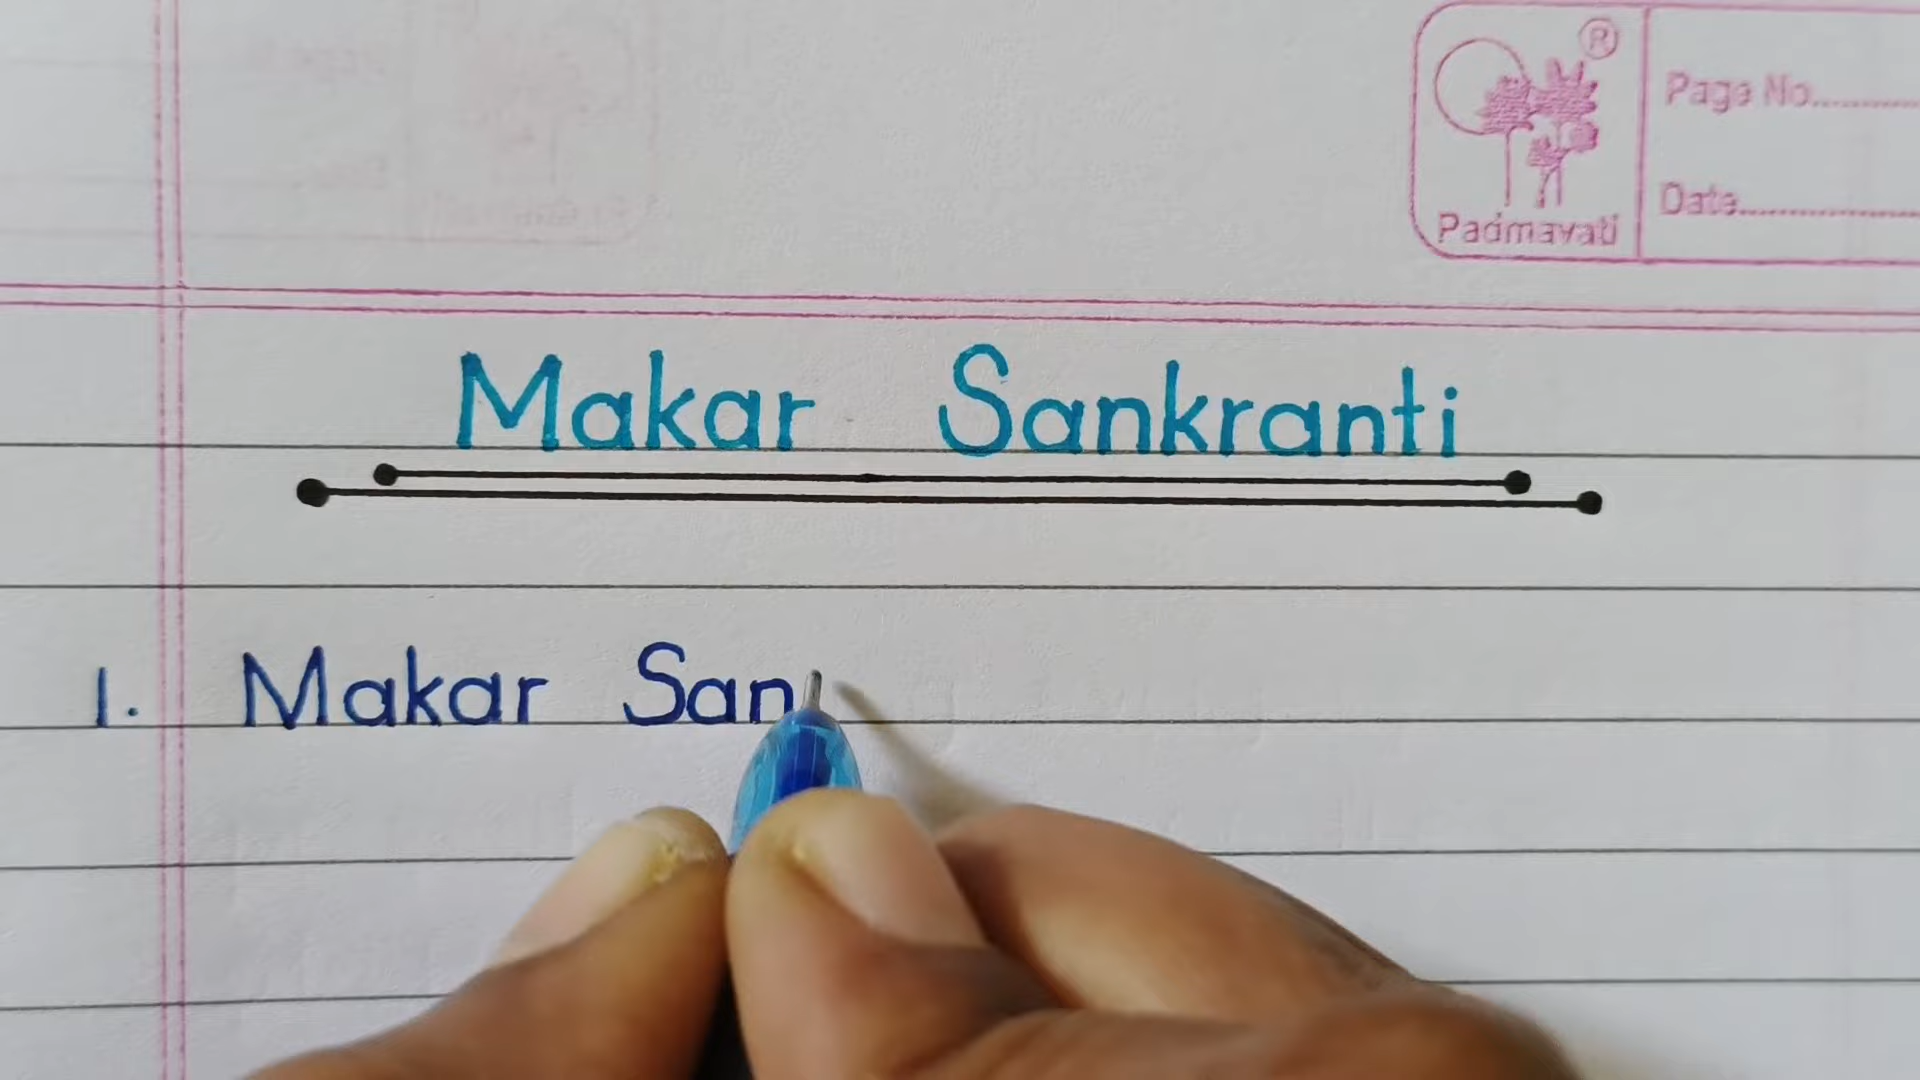 ®
Page No.
Date
Padmavati
Makar Sankranti
1. Makar San